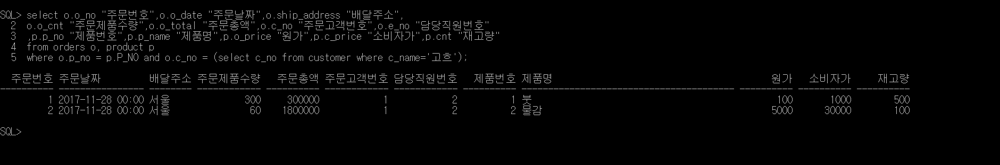 SQL> select o.o_no "주문번호",o.o_date "주문날짜",o.ship_address "배달주소",
2 o.o_cnt "주문제품수량",o.o_total "주문총액",o.c_no "주문고객번호",o.e_no "담당직원번호"
3 ,p.p_no "제품번호",p.p_name "제품명",p.o_price "원가",p.c_price "소비자가",p.cnt "재고량"
4 from orders o, product p
5 where o.p_no = p.P_NO and o.c_no = (select c_no from customer where c_name='고흐');
주문번호 주문날짜 배달주소 주문제품수량 주문총액 주문고객번호 담당직원번호 제품번호 제품명 원가 소비자가 재고량
---------- ---------------- -------- ------------ ---------- ------------ ------------ ---------- ---------------------------------------- ---------- ---------- ----------
1 2017-11-28 00:00 서울 300 300000 1 2 1 붓 100 1000 500
2 2017-11-28 00:00 서울 60 1800000 1 2 2 물감 5000 30000 100
SQL>